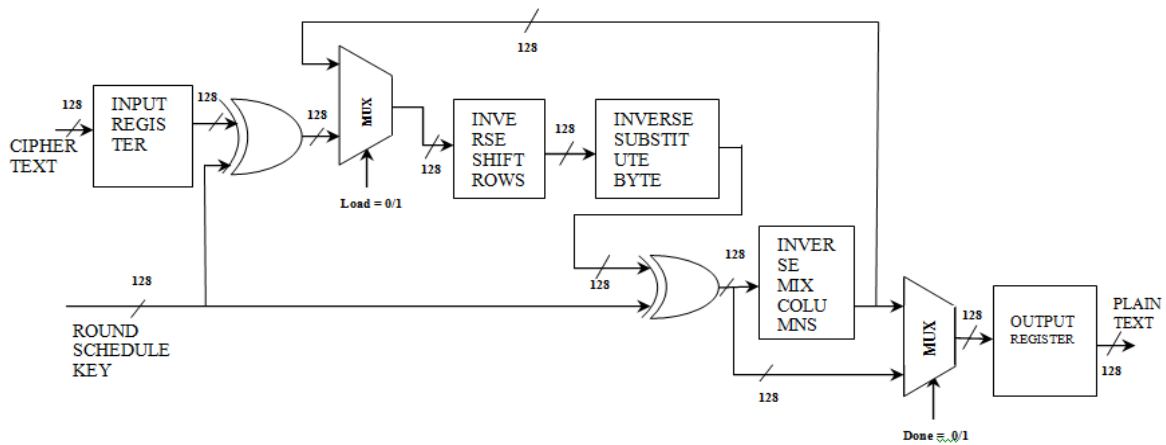 128
128
CIPHER
TEXT
INPUT
REGIS
TER
128
128
MUX
Load = 0/1
128
INVE
RSE
SHIFT
ROWS
128
INVERSE
SUBSTIT
UTE
BYTE
128
ROUND
SCHEDULE
KEY
128
128
INVER
SE
MIX
COLU
MNS
128
MUX
Done = 0/1
128
OUTPUT
REGISTER
PLAIN
TEXT
128